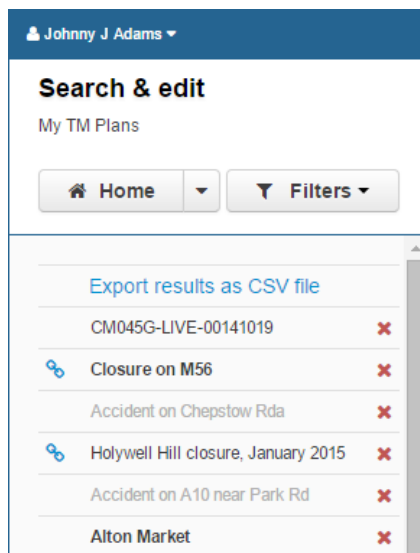 Johnny J Adams
Search & edit
My TM Plans
Home
Filters
Export results as CSV file
CM045G-LIVE-00141019
Closure on M56
Accident on Chepstow Rda
Holywell Hill closure, January 2015
Accident on A10 near Park Rd
Alton Market